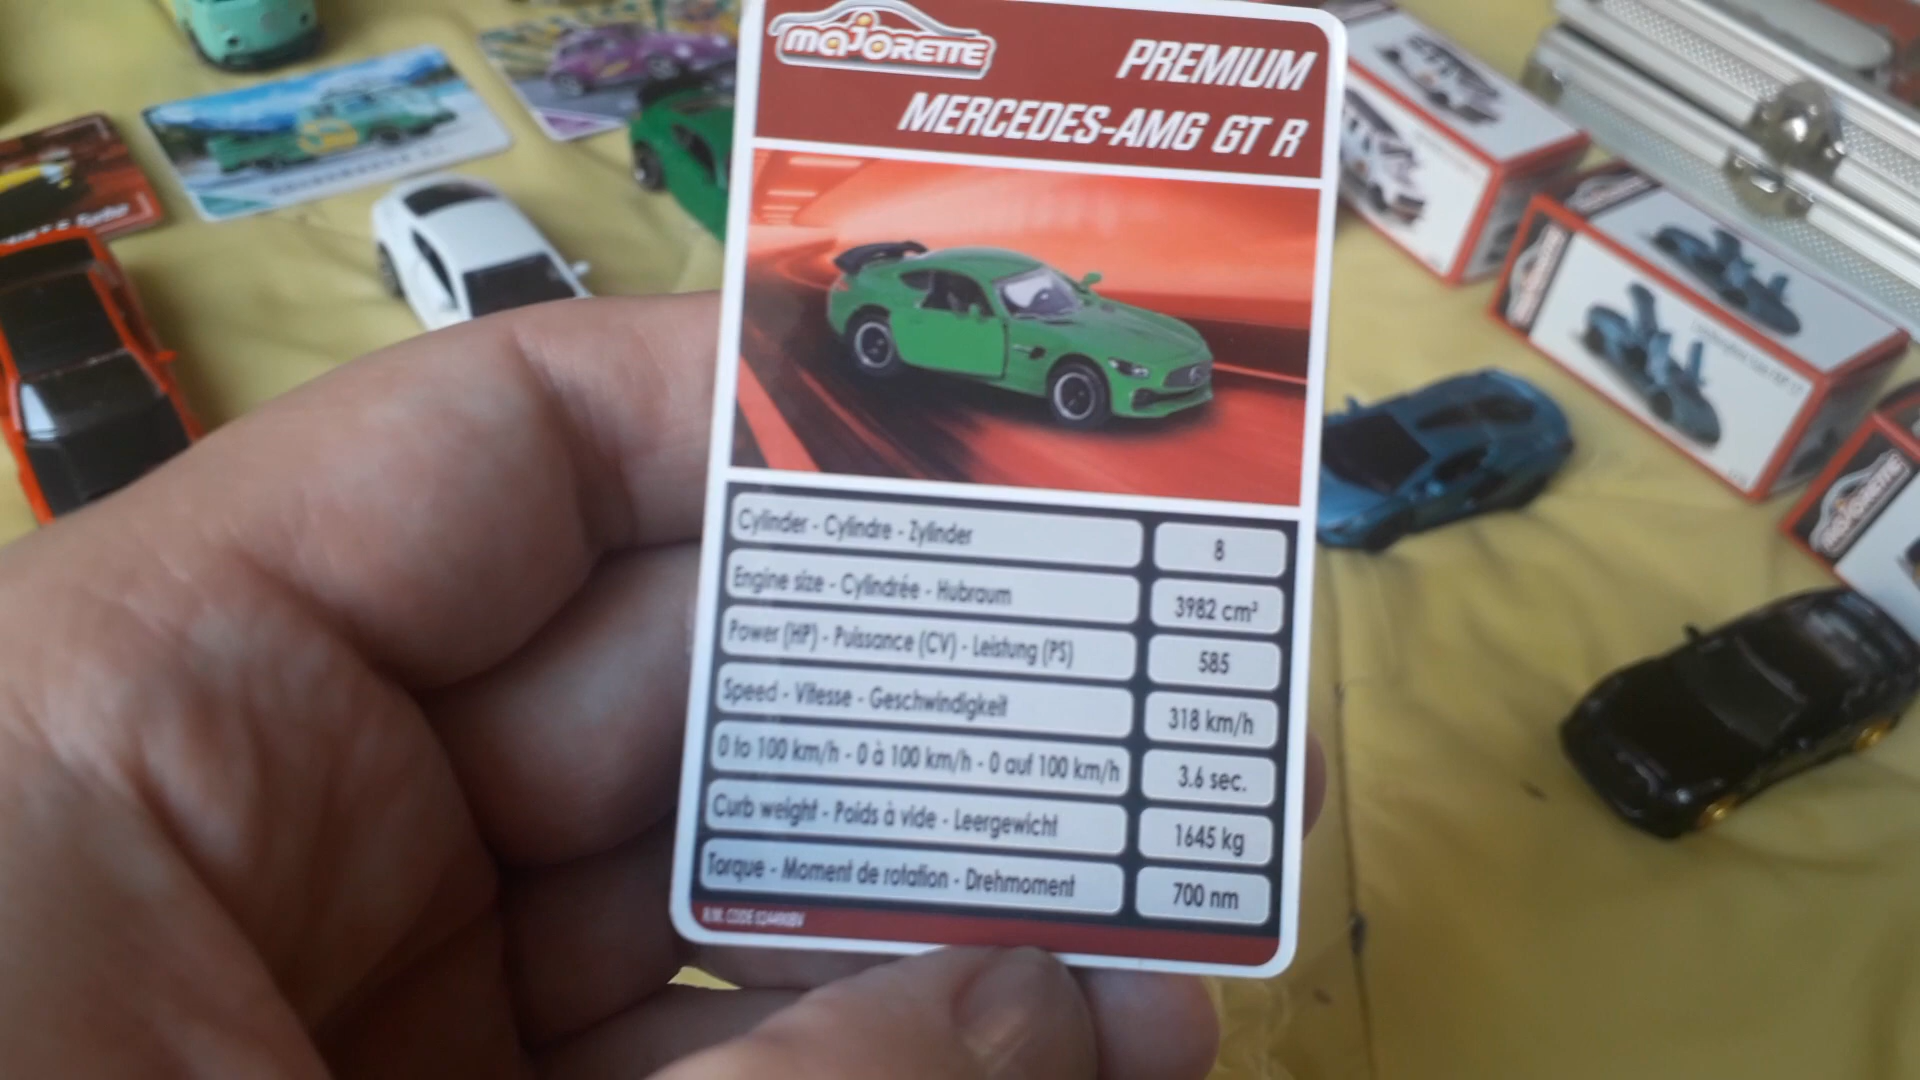 MAJORETTE
PREMIUM
MERCEDES-AMG GT R
Cylinder - Cylindre - Zylinder 8
Engine size - Cylindrée - Hubraum 3982 cm³
Power (HP) - Puissance (CV) - Leistung (PS) 585
Speed - Vitesse - Geschwindigkeit 318 km/h
0 to 100 km/h - 0 à 100 km/h - 0 auf 100 km/h 3.6 sec.
Curb weight - Poids à vide - Leergewicht 1645 kg
Torque - Moment de rotation - Drehmoment 700 nm
CODE
Turbo
MAJORETTE